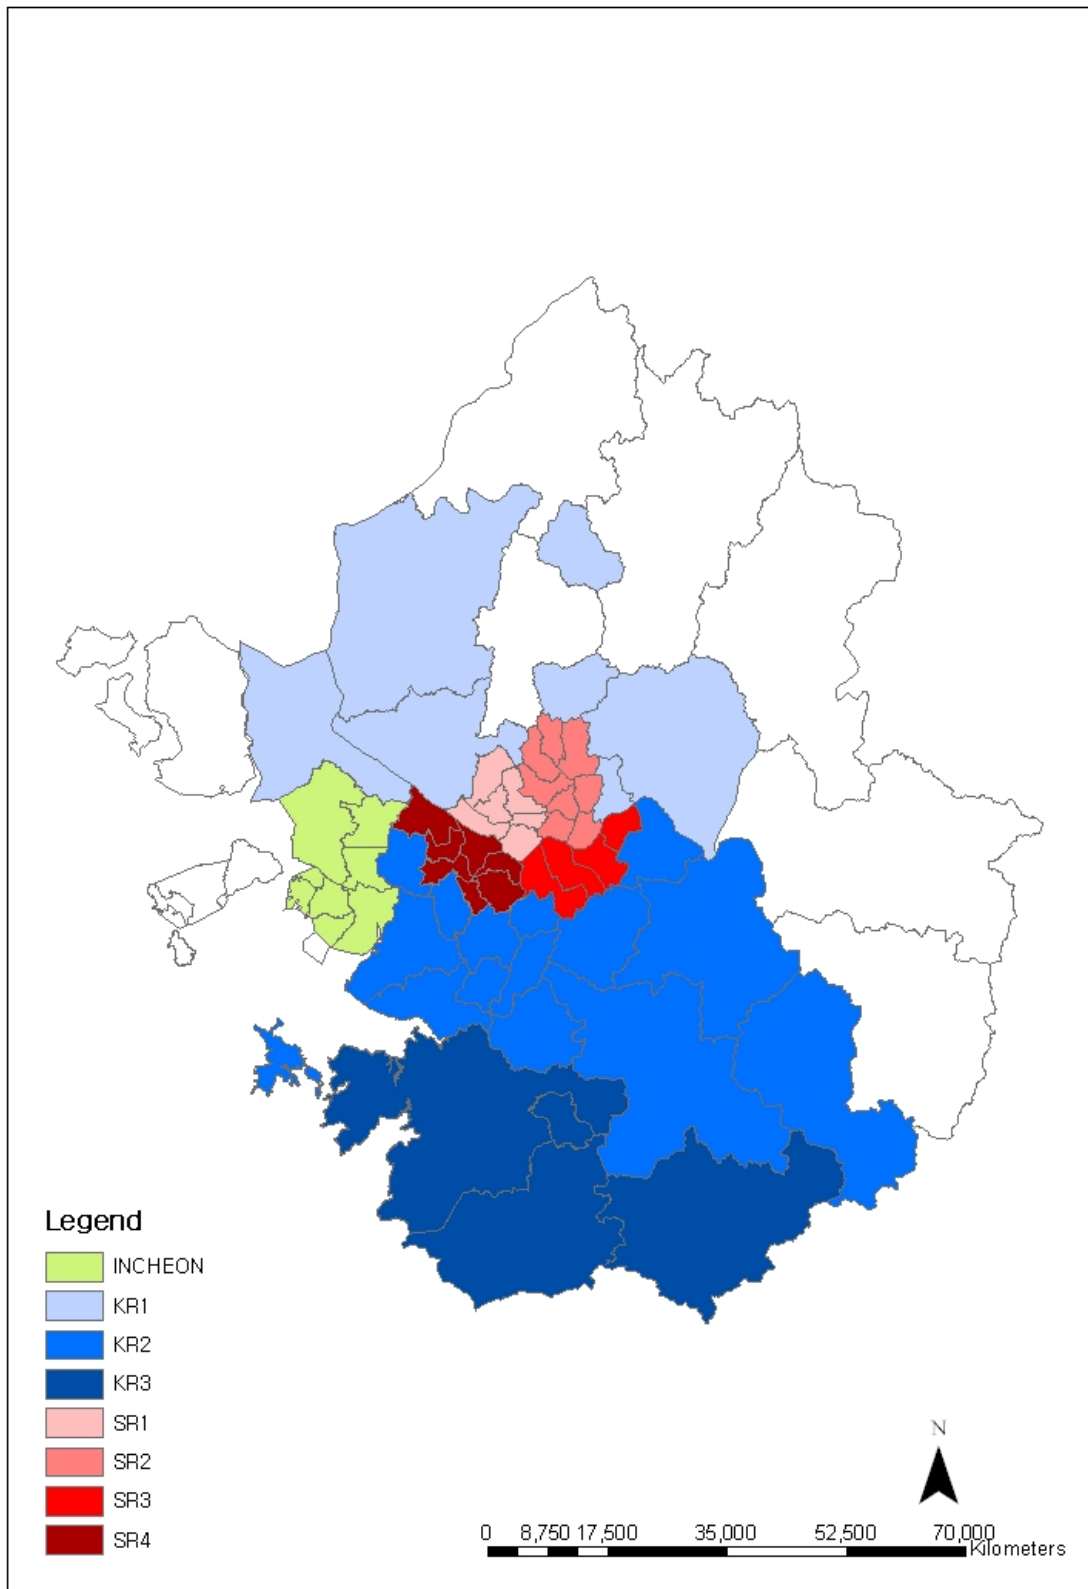 Legend
INCHEON
KR1
KR2
KR3
SR1
SR2
SR3
SR4
N
0 8,750 17,500 35,000 52,500 70,000
Kilometers